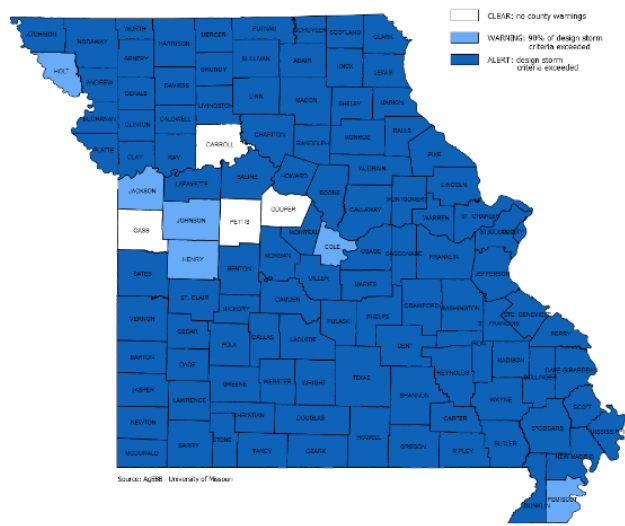 CLEAR: no county warnings
WARNING: 90% of design storm
criteria exceeded
ALERT: design storm
criteria exceeded
ATCHISON
NODAWAY
WORTH
HARRISON
MERCER
PUTNAM
SCHUYLER
SCOTLAND
CLARK
HOLT
GENTRY
SULLIVAN
ADAIR
KNOX
LEWIS
ANDREW
DEKALB
DAVIESS
GRUNDY
LIVINGSTON
LINN
MACON
SHELBY
MARION
BUCHANAN
CLINTON
CALDWELL
CHARITON
RANDOLPH
MONROE
RALLS
PIKE
PLATTE
CLAY
RAY
CARROLL
SALINE
HOWARD
BOONE
AUDRAIN
LINCOLN
JACKSON
LAFAYETTE
COOPER
CALLAWAY
MONTGOMERY
WARREN
ST. CHARLES
CASS
JOHNSON
PETTIS
MONITEAU
COLE
OSAGE
GASCONADE
FRANKLIN
JEFFERSON
HENRY
BENTON
MORGAN
MILLER
MARIES
BATES
ST. CLAIR
HICKORY
CAMDEN
PULASKI
PHELPS
CRAWFORD
WASHINGTON
STE. GENEVIEVE
ST FRANCOIS
PERRY
VERNON
CEDAR
POLK
DALLAS
LACLEDE
DENT
IRON
MADISON
BOLLINGER
CAPE GIRARDEAU
BARTON
DADE
GREENE
WEBSTER
WRIGHT
TEXAS
REYNOLDS
WAYNE
SCOTT
JASPER
LAWRENCE
CHRISTIAN
DOUGLAS
SHANNON
CARTER
STODDARD
NEWTON
BARRY
STONE
TANEY
OZARK
HOWELL
OREGON
RIPLEY
BUTLER
MCDONALD
NEW MADRID
Source: AgEBB - University of Missouri
DUNKLIN
PEMISCOT